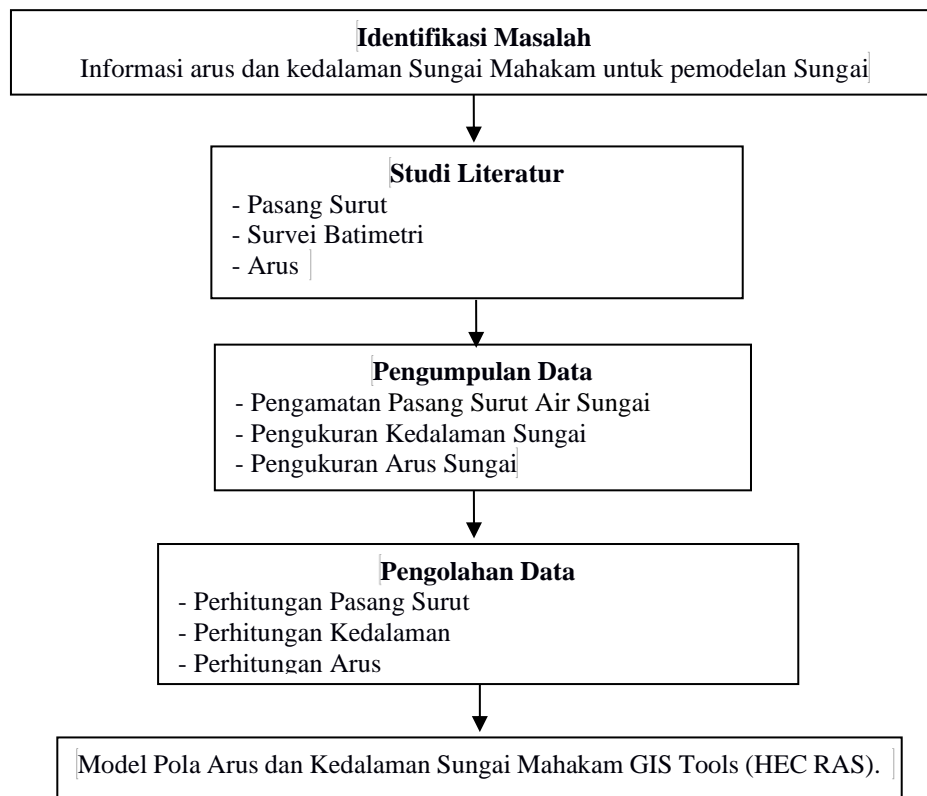 Identifikasi Masalah
Informasi arus dan kedalaman Sungai Mahakam untuk pemodelan Sungai
Studi Literatur
- Pasang Surut
- Survei Batimetri
- Arus
Pengumpulan Data
- Pengamatan Pasang Surut Air Sungai
- Pengukuran Kedalaman Sungai
- Pengukuran Arus Sungai
Pengolahan Data
- Perhitungan Pasang Surut
- Perhitungan Kedalaman
- Perhitungan Arus
Model Pola Arus dan Kedalaman Sungai Mahakam GIS Tools (HEC RAS).